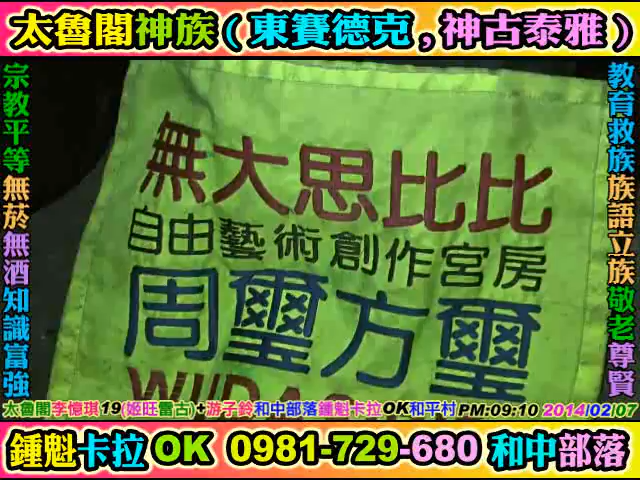 太魯閣神族 ( 東賽德克 , 神古泰雅 )
宗教平等無菸無酒知識富強
教育救族族語立族敬老尊賢
無大思比比
自由藝術創作宮房
周璽方璽
太魯閣李憶琪19(姬旺雷古)+游子鈴和中部落鍾魁卡拉OK和平村PM:09:10 2014/02/07
鍾魁卡拉OK 0981-729-680 和中部落